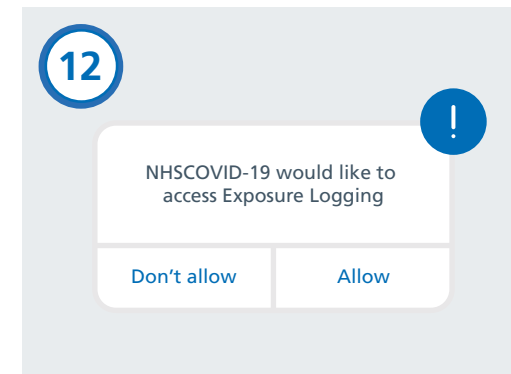 12
!
NHSCOVID-19 would like to
access Exposure Logging
Don’t allow
Allow